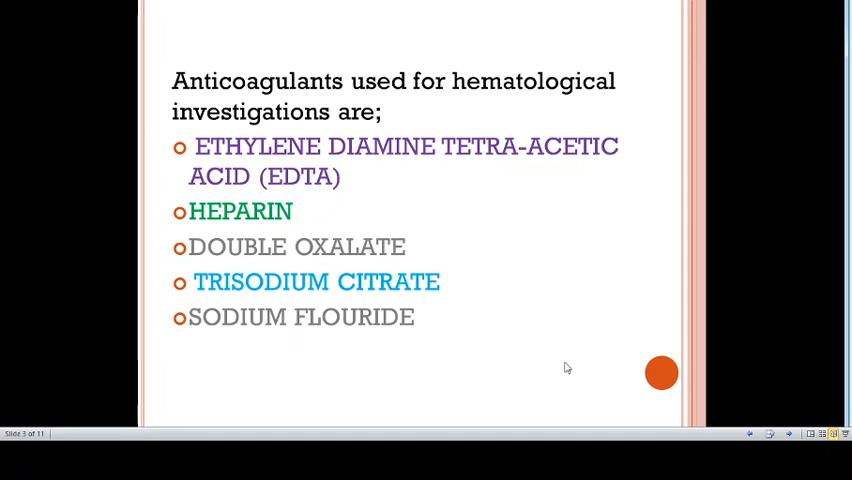 Anticoagulants used for hematological
investigations are;
ETHYLENE DIAMINE TETRA-ACETIC
ACID (EDTA)
HEPARIN
DOUBLE OXALATE
TRISODIUM CITRATE
SODIUM FLOURIDE
Slide 3 of 11